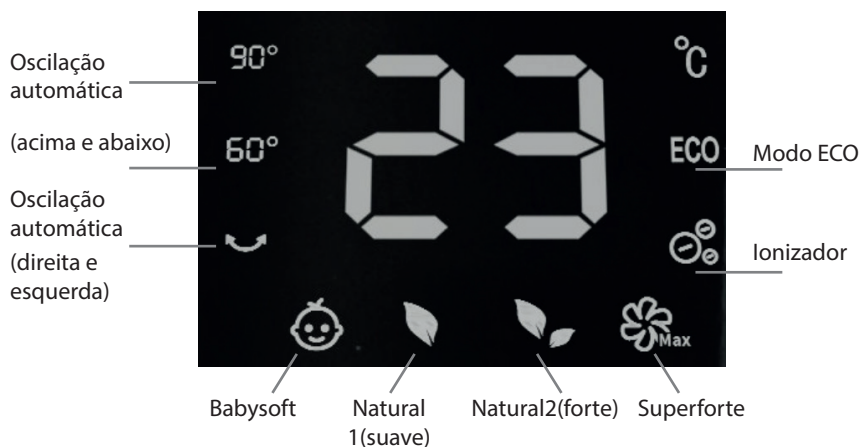 Oscilação
automática
(acima e abaixo)
Oscilação
automática
(direita e
esquerda)
90°
60°
23
°C
ECO
Max
Modo ECO
Ionizador
Babysoft
Natural
1(suave)
Natural2(forte)
Superforte